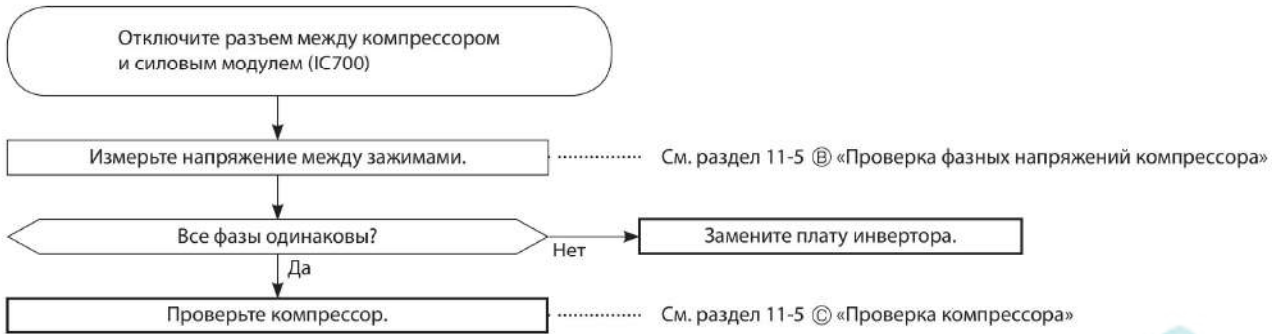 Отключите разъем между компрессором
и силовым модулем (IC700)
Измерьте напряжение между зажимами.
См. раздел 11-5 Ⓑ «Проверка фазных напряжений компрессора»
Все фазы одинаковы?
Нет
Замените плату инвертора.
Да
Проверьте компрессор.
См. раздел 11-5 Ⓒ «Проверка компрессора»